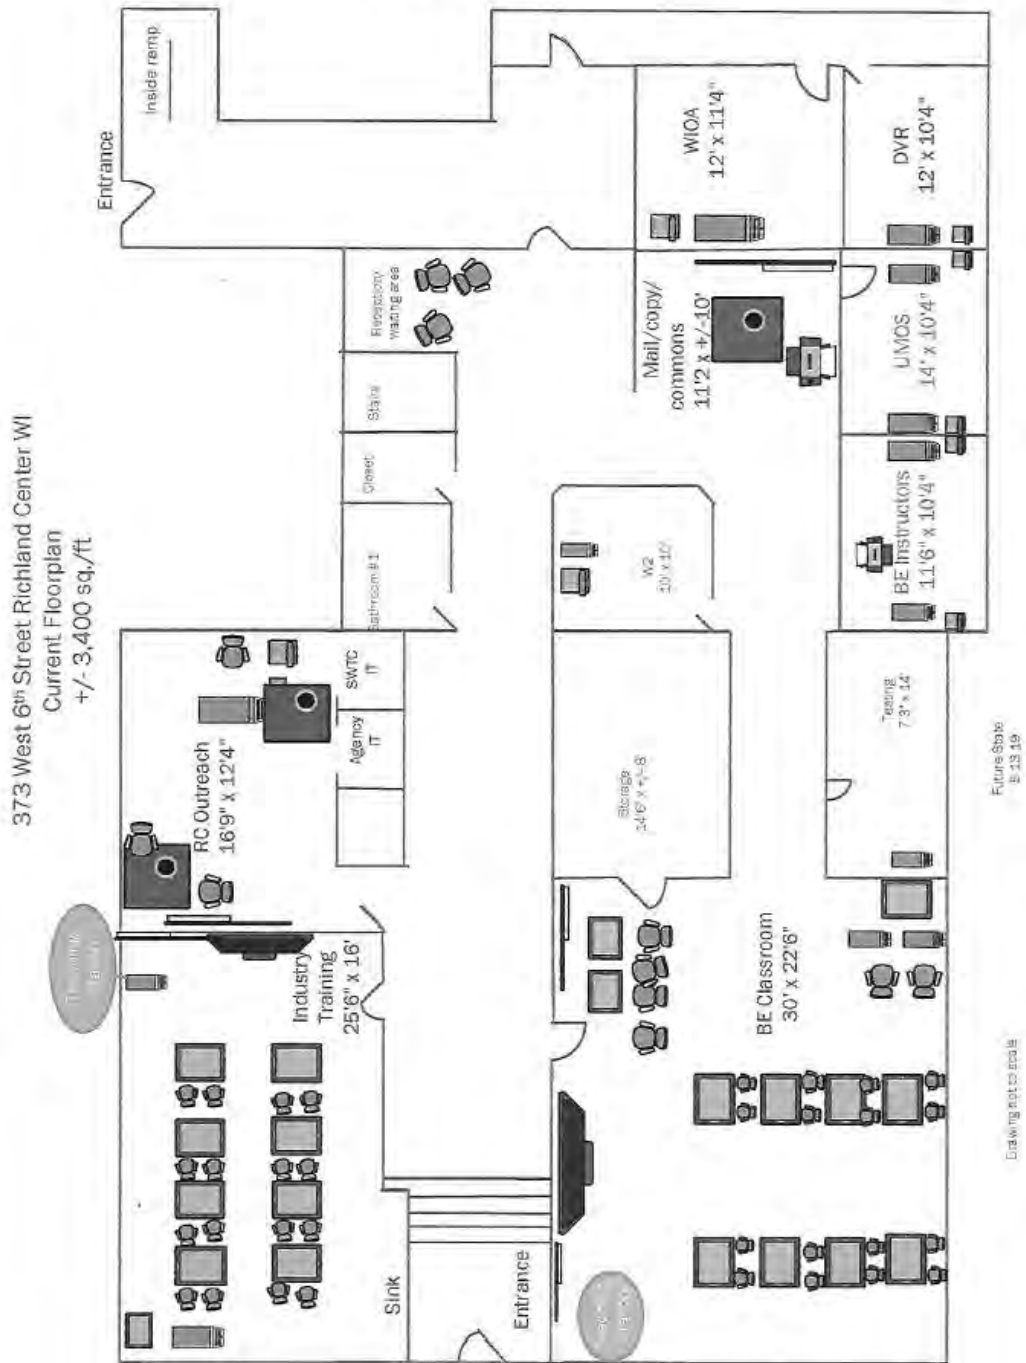 373 West 6th Street Richland Center WI
Current Floorplan
+/- 3,400 sq./ft.
Entrance
Inside ramp
Reception/
waiting area
Stairs
Closet
Bathroom #1
WIOA
12' x 11'4"
DVR
12' x 10'4"
Mail/copy/
commons
11'2 x +/-10'
UMOS
14' x 10'4"
BE Instructors
11'6" x 10'4"
W2
10' x 10'
SWTC
IT
Agency
IT
RC Outreach
16'9" x 12'4"
Storage
14'6" x +/-8'
Testing
7'3" x 14'
Industry
Training
25'6" x 16'
BE Classroom
30' x 22'6"
Sink
Entrance
Future State
Drawing not to scale